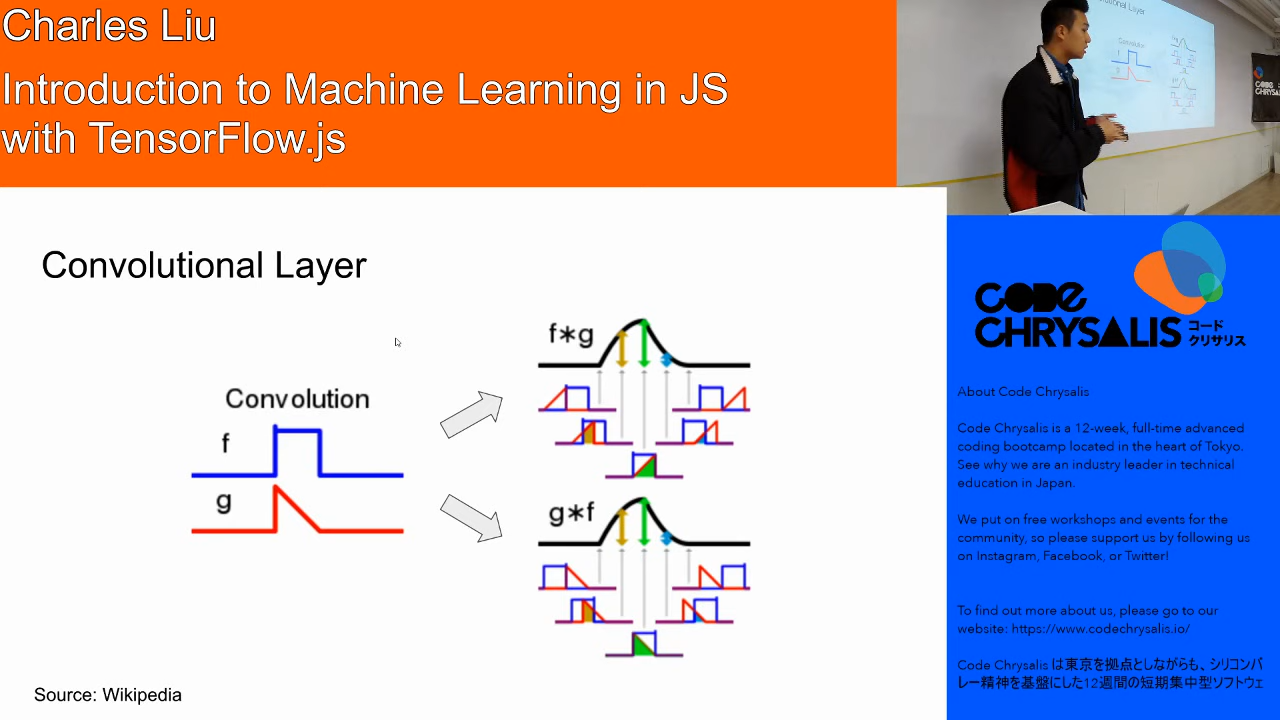 Charles Liu
Introduction to Machine Learning in JS
with TensorFlow.js
Convolutional Layer
Convolution
f
g
f∗g
g∗f
Source: Wikipedia
CODE
CHRYSALIS
コード
クリサリス
About Code Chrysalis
Code Chrysalis is a 12-week, full-time advanced
coding bootcamp located in the heart of Tokyo.
See why we are an industry leader in technical
education in Japan.
We put on free workshops and events for the
community, so please support us by following us
on Instagram, Facebook, or Twitter!
To find out more about us, please go to our
website: https://www.codechrysalis.io/
Code Chrysalis は東京を拠点としながらも、シリコンバ
レー精神を基盤にした12週間の短期集中型ソフトウェ